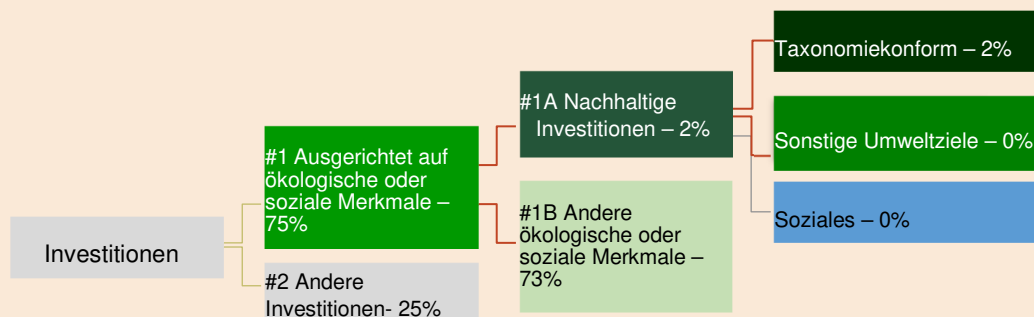 Investitionen
#1 Ausgerichtet auf
ökologische oder
soziale Merkmale –
75%
#2 Andere
Investitionen- 25%
#1A Nachhaltige
Investitionen – 2%
#1B Andere
ökologische oder
soziale Merkmale –
73%
Taxonomiekonform – 2%
Sonstige Umweltziele – 0%
Soziales – 0%